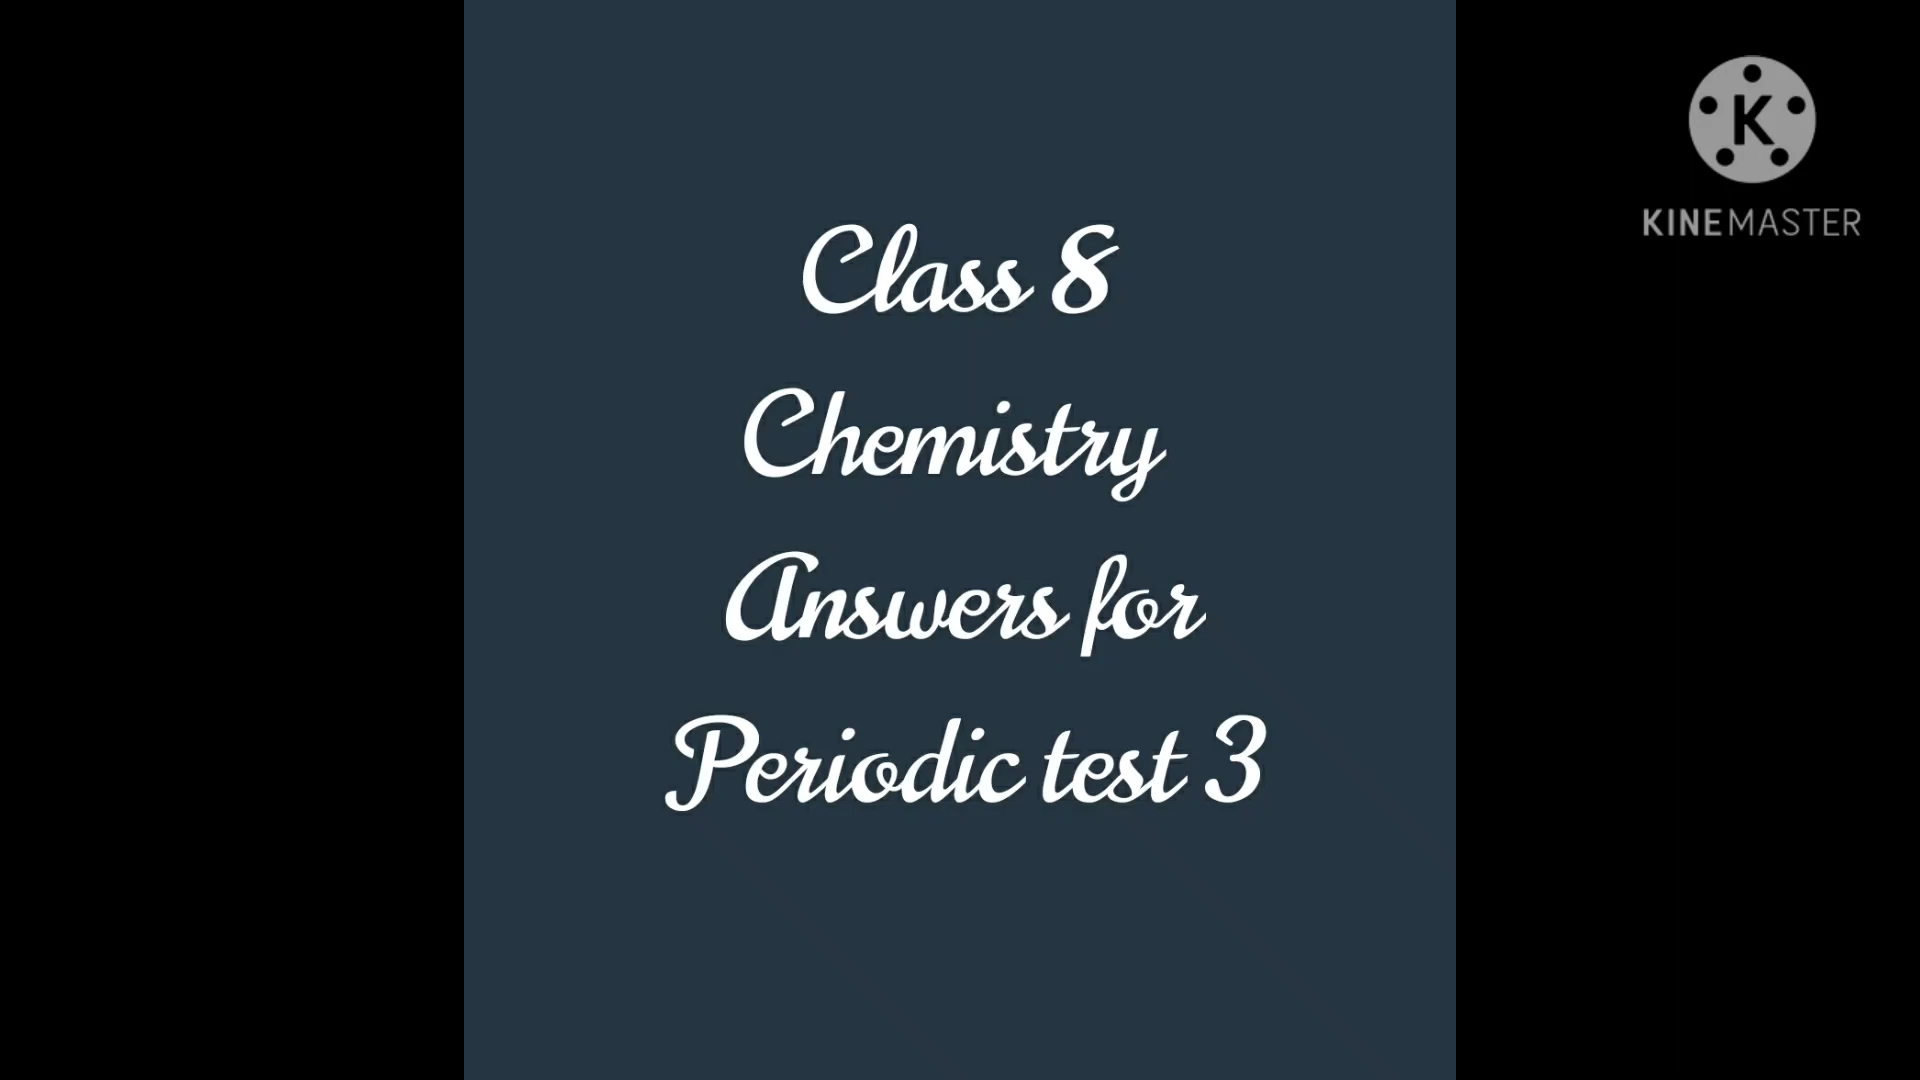 Class 8
Chemistry
Answers for
Periodic test 3
K
KINEMASTER